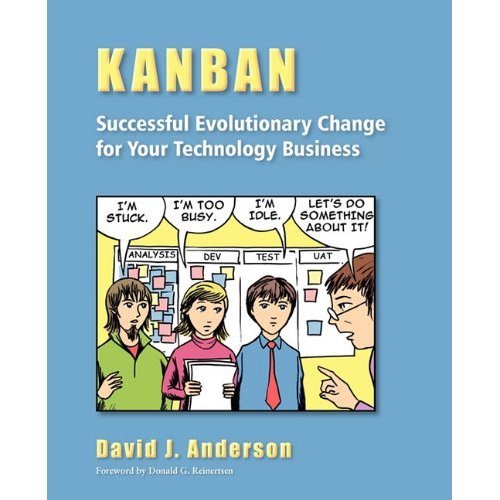 KANBAN
Successful Evolutionary Change
for Your Technology Business
I'M
STUCK.
I'M TOO
BUSY.
I'M
IDLE.
LET'S DO
SOMETHING
ABOUT IT!
ANALYSIS
DEV
TEST
UAT
David J. Anderson
Foreword by Donald G. Reinertsen